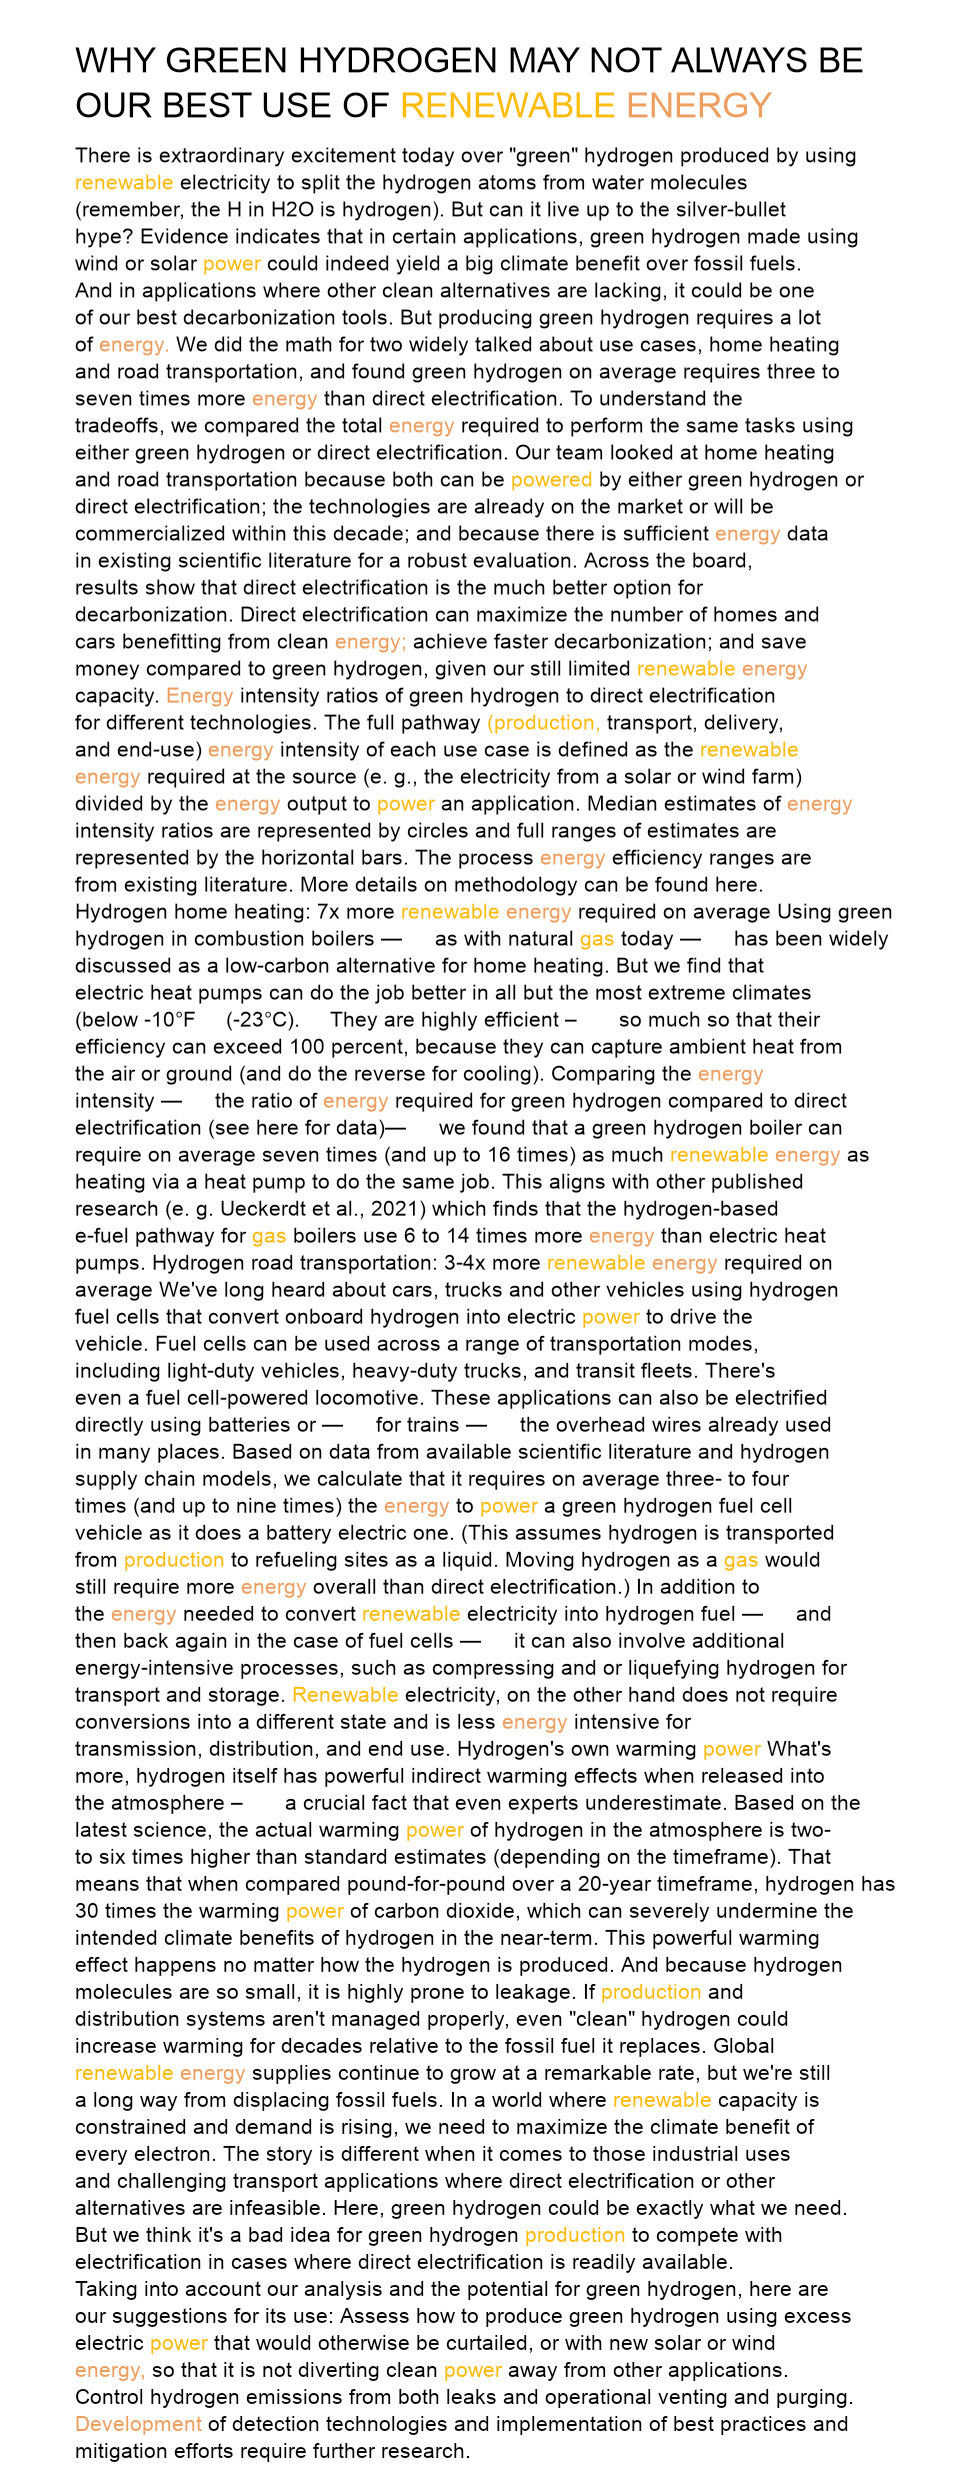 WHY GREEN HYDROGEN MAY NOT ALWAYS BE
OUR BEST USE OF RENEWABLE ENERGY
There is extraordinary excitement today over "green" hydrogen produced by using
renewable electricity to split the hydrogen atoms from water molecules
(remember, the H in H2O is hydrogen). But can it live up to the silver-bullet
hype? Evidence indicates that in certain applications, green hydrogen made using
wind or solar power could indeed yield a big climate benefit over fossil fuels.
And in applications where other clean alternatives are lacking, it could be one
of our best decarbonization tools. But producing green hydrogen requires a lot
of energy. We did the math for two widely talked about use cases, home heating
and road transportation, and found green hydrogen on average requires three to
seven times more energy than direct electrification. To understand the
tradeoffs, we compared the total energy required to perform the same tasks using
either green hydrogen or direct electrification. Our team looked at home heating
and road transportation because both can be powered by either green hydrogen or
direct electrification; the technologies are already on the market or will be
commercialized within this decade; and because there is sufficient energy data
in existing scientific literature for a robust evaluation. Across the board,
results show that direct electrification is the much better option for
decarbonization. Direct electrification can maximize the number of homes and
cars benefitting from clean energy; achieve faster decarbonization; and save
money compared to green hydrogen, given our still limited renewable energy
capacity. Energy intensity ratios of green hydrogen to direct electrification
for different technologies. The full pathway (production, transport, delivery,
and end-use) energy intensity of each use case is defined as the renewable
energy required at the source (e. g., the electricity from a solar or wind farm)
divided by the energy output to power an application. Median estimates of energy
intensity ratios are represented by circles and full ranges of estimates are
represented by the horizontal bars. The process energy efficiency ranges are
from existing literature. More details on methodology can be found here.
Hydrogen home heating: 7x more renewable energy required on average Using green
hydrogen in combustion boilers — as with natural gas today — has been widely
discussed as a low-carbon alternative for home heating. But we find that
electric heat pumps can do the job better in all but the most extreme climates
(below -10°F (-23°C). They are highly efficient – so much so that their
efficiency can exceed 100 percent, because they can capture ambient heat from
the air or ground (and do the reverse for cooling). Comparing the energy
intensity — the ratio of energy required for green hydrogen compared to direct
electrification (see here for data)— we found that a green hydrogen boiler can
require on average seven times (and up to 16 times) as much renewable energy as
heating via a heat pump to do the same job. This aligns with other published
research (e. g. Ueckerdt et al., 2021) which finds that the hydrogen-based
e-fuel pathway for gas boilers use 6 to 14 times more energy than electric heat
pumps. Hydrogen road transportation: 3-4x more renewable energy required on
average We've long heard about cars, trucks and other vehicles using hydrogen
fuel cells that convert onboard hydrogen into electric power to drive the
vehicle. Fuel cells can be used across a range of transportation modes,
including light-duty vehicles, heavy-duty trucks, and transit fleets. There's
even a fuel cell-powered locomotive. These applications can also be electrified
directly using batteries or — for trains — the overhead wires already used
in many places. Based on data from available scientific literature and hydrogen
supply chain models, we calculate that it requires on average three- to four
times (and up to nine times) the energy to power a green hydrogen fuel cell
vehicle as it does a battery electric one. (This assumes hydrogen is transported
from production to refueling sites as a liquid. Moving hydrogen as a gas would
still require more energy overall than direct electrification.) In addition to
the energy needed to convert renewable electricity into hydrogen fuel — and
then back again in the case of fuel cells — it can also involve additional
energy-intensive processes, such as compressing and or liquefying hydrogen for
transport and storage. Renewable electricity, on the other hand does not require
conversions into a different state and is less energy intensive for
transmission, distribution, and end use. Hydrogen's own warming power What's
more, hydrogen itself has powerful indirect warming effects when released into
the atmosphere – a crucial fact that even experts underestimate. Based on the
latest science, the actual warming power of hydrogen in the atmosphere is two-
to six times higher than standard estimates (depending on the timeframe). That
means that when compared pound-for-pound over a 20-year timeframe, hydrogen has
30 times the warming power of carbon dioxide, which can severely undermine the
intended climate benefits of hydrogen in the near-term. This powerful warming
effect happens no matter how the hydrogen is produced. And because hydrogen
molecules are so small, it is highly prone to leakage. If production and
distribution systems aren't managed properly, even "clean" hydrogen could
increase warming for decades relative to the fossil fuel it replaces. Global
renewable energy supplies continue to grow at a remarkable rate, but we're still
a long way from displacing fossil fuels. In a world where renewable capacity is
constrained and demand is rising, we need to maximize the climate benefit of
every electron. The story is different when it comes to those industrial uses
and challenging transport applications where direct electrification or other
alternatives are infeasible. Here, green hydrogen could be exactly what we need.
But we think it's a bad idea for green hydrogen production to compete with
electrification in cases where direct electrification is readily available.
Taking into account our analysis and the potential for green hydrogen, here are
our suggestions for its use: Assess how to produce green hydrogen using excess
electric power that would otherwise be curtailed, or with new solar or wind
energy, so that it is not diverting clean power away from other applications.
Control hydrogen emissions from both leaks and operational venting and purging.
Development of detection technologies and implementation of best practices and
mitigation efforts require further research.